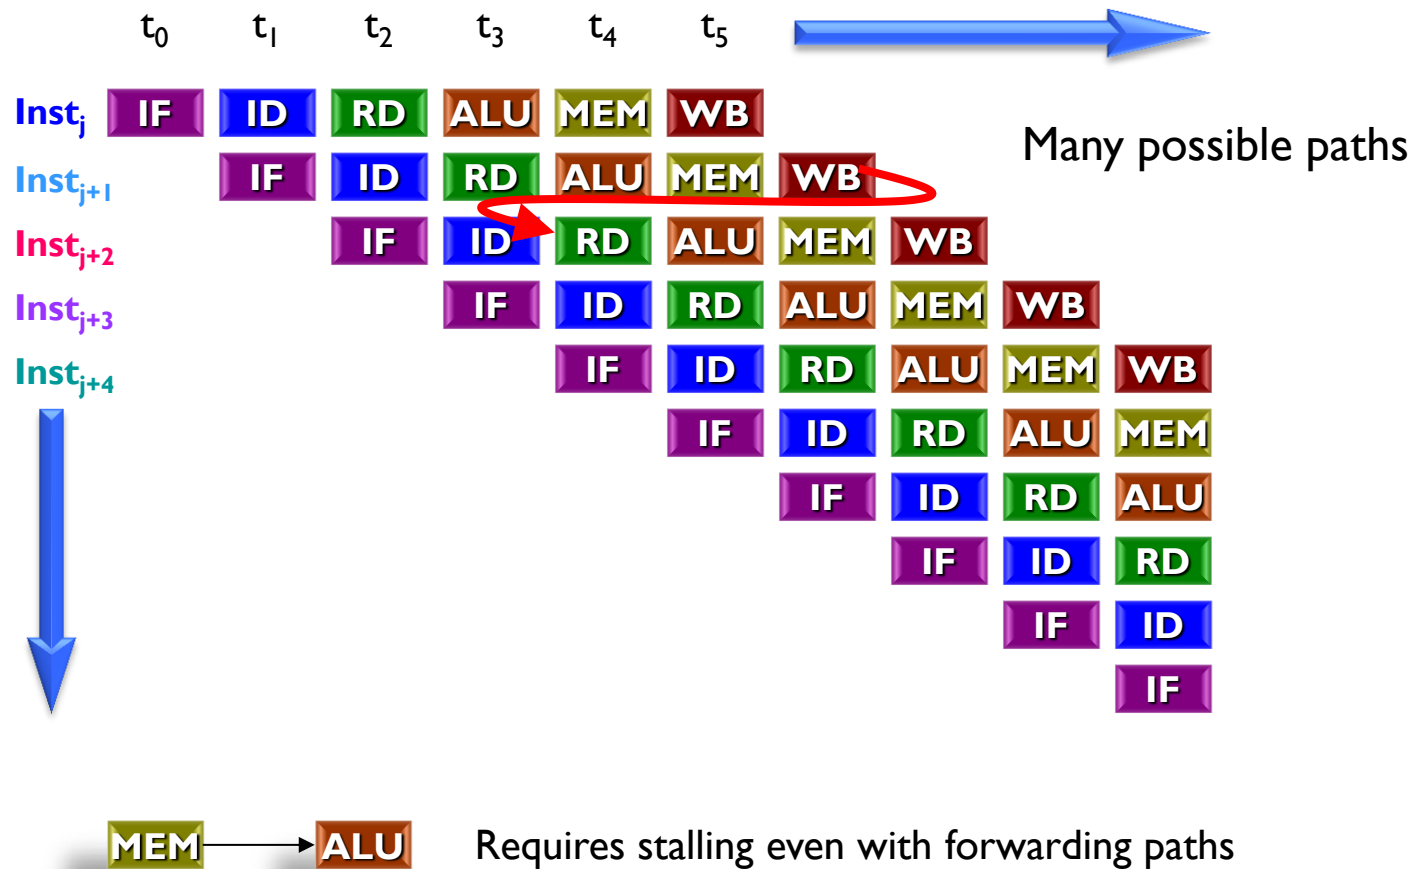 t0 t1 t2 t3 t4 t5
Instj IF ID RD ALU MEM WB
Many possible paths
Instj+1 IF ID RD ALU MEM WB
Instj+2 IF ID RD ALU MEM WB
Instj+3 IF ID RD ALU MEM WB
Instj+4 IF ID RD ALU MEM WB
IF ID RD ALU MEM
IF ID RD ALU
IF ID RD
IF ID
IF
MEM ALU Requires stalling even with forwarding paths